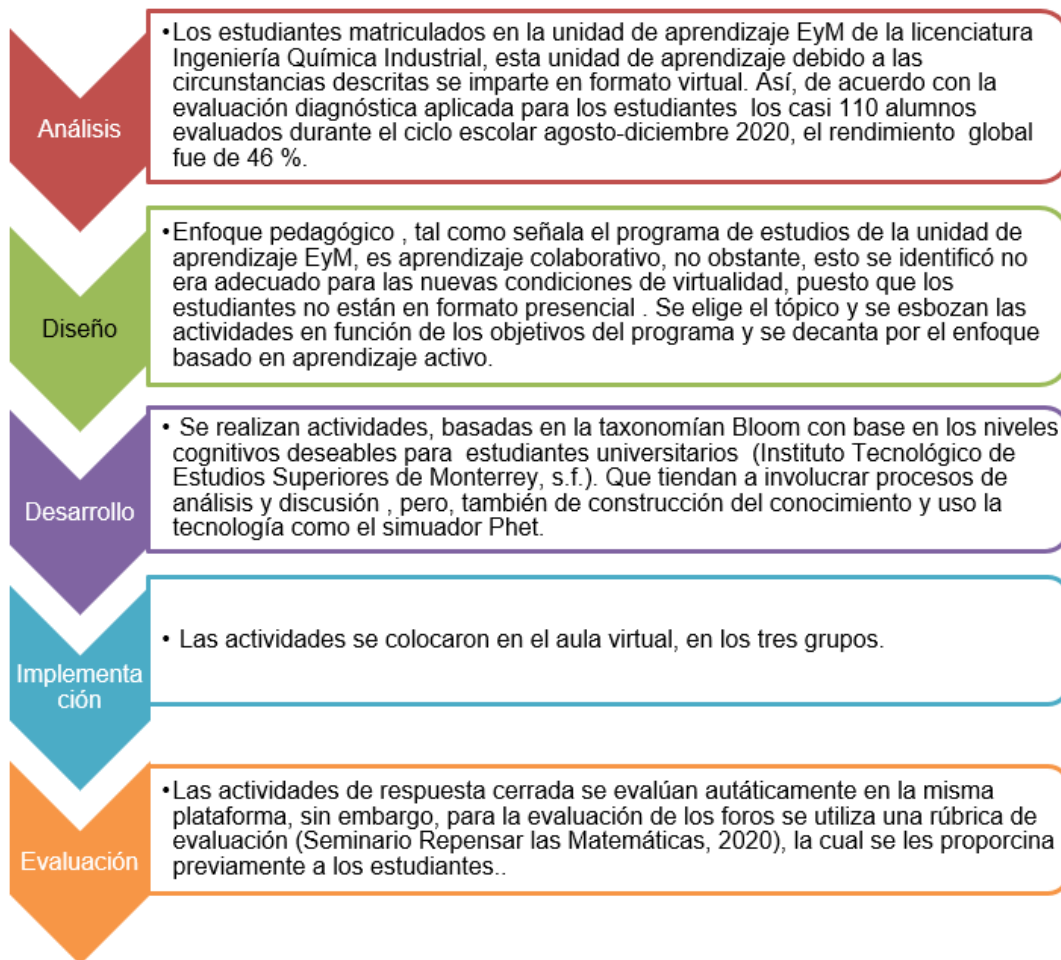 Análisis
•Los estudiantes matriculados en la unidad de aprendizaje EyM de la licenciatura
Ingeniería Química Industrial, esta unidad de aprendizaje debido a las
circunstancias descritas se imparte en formato virtual. Así, de acuerdo con la
evaluación diagnóstica aplicada para los estudiantes los casi 110 alumnos
evaluados durante el ciclo escolar agosto-diciembre 2020, el rendimiento global
fue de 46 %.
Diseño
•Enfoque pedagógico , tal como señala el programa de estudios de la unidad de
aprendizaje EyM, es aprendizaje colaborativo, no obstante, esto se identificó no
era adecuado para las nuevas condiciones de virtualidad, puesto que los
estudiantes no están en formato presencial . Se elige el tópico y se esbozan las
actividades en función de los objetivos del programa y se decanta por el enfoque
basado en aprendizaje activo.
Desarrollo
• Se realizan actividades, basadas en la taxonomían Bloom con base en los niveles
cognitivos deseables para estudiantes universitarios (Instituto Tecnológico de
Estudios Superiores de Monterrey, s.f.). Que tiendan a involucrar procesos de
análisis y discusión , pero, también de construcción del conocimiento y uso la
tecnología como el simuador Phet.
Implementa
ción
• Las actividades se colocaron en el aula virtual, en los tres grupos.
Evaluación
•Las actividades de respuesta cerrada se evalúan autáticamente en la misma
plataforma, sin embargo, para la evaluación de los foros se utiliza una rúbrica de
evaluación (Seminario Repensar las Matemáticas, 2020), la cual se les proporcina
previamente a los estudiantes..